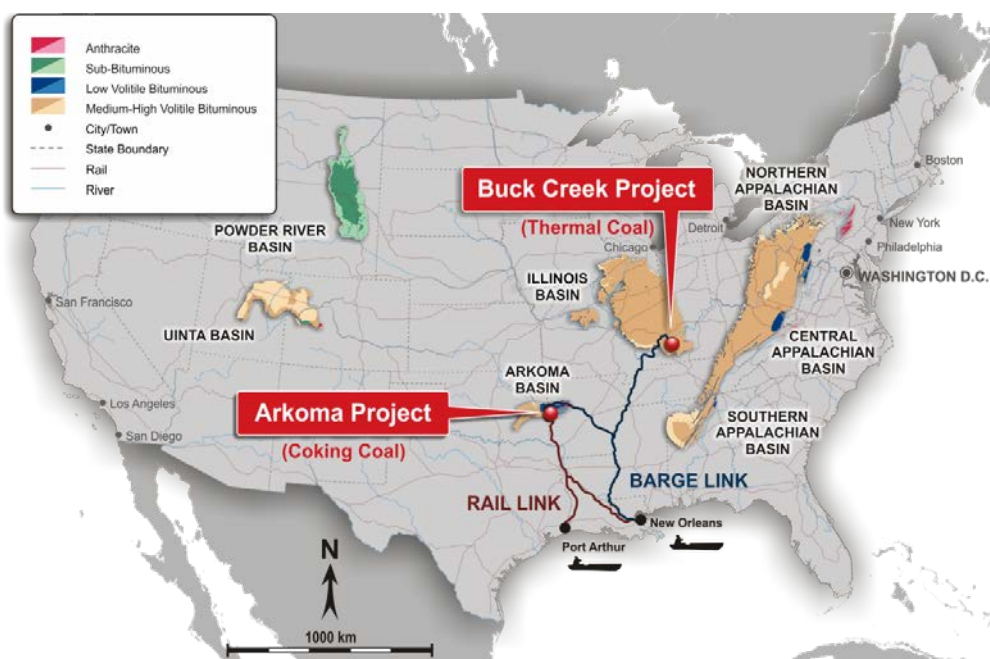 Anthracite
Sub-Bituminous
Low Volitile Bituminous
Medium-High Volitile Bituminous
City/Town
State Boundary
Rail
River
POWDER RIVER
BASIN
UINTA BASIN
San Francisco
Los Angeles
San Diego
Buck Creek Project
(Thermal Coal)
Chicago
Detroit
ILLINOIS
BASIN
NORTHERN
APPALACHIAN
BASIN
Boston
New York
Philadelphia
WASHINGTON D.C.
CENTRAL
APPALACHIAN
BASIN
SOUTHERN
APPALACHIAN
BASIN
ARKOMA
BASIN
Arkoma Project
(Coking Coal)
RAIL LINK
BARGE LINK
New Orleans
Port Arthur
N
1000 km